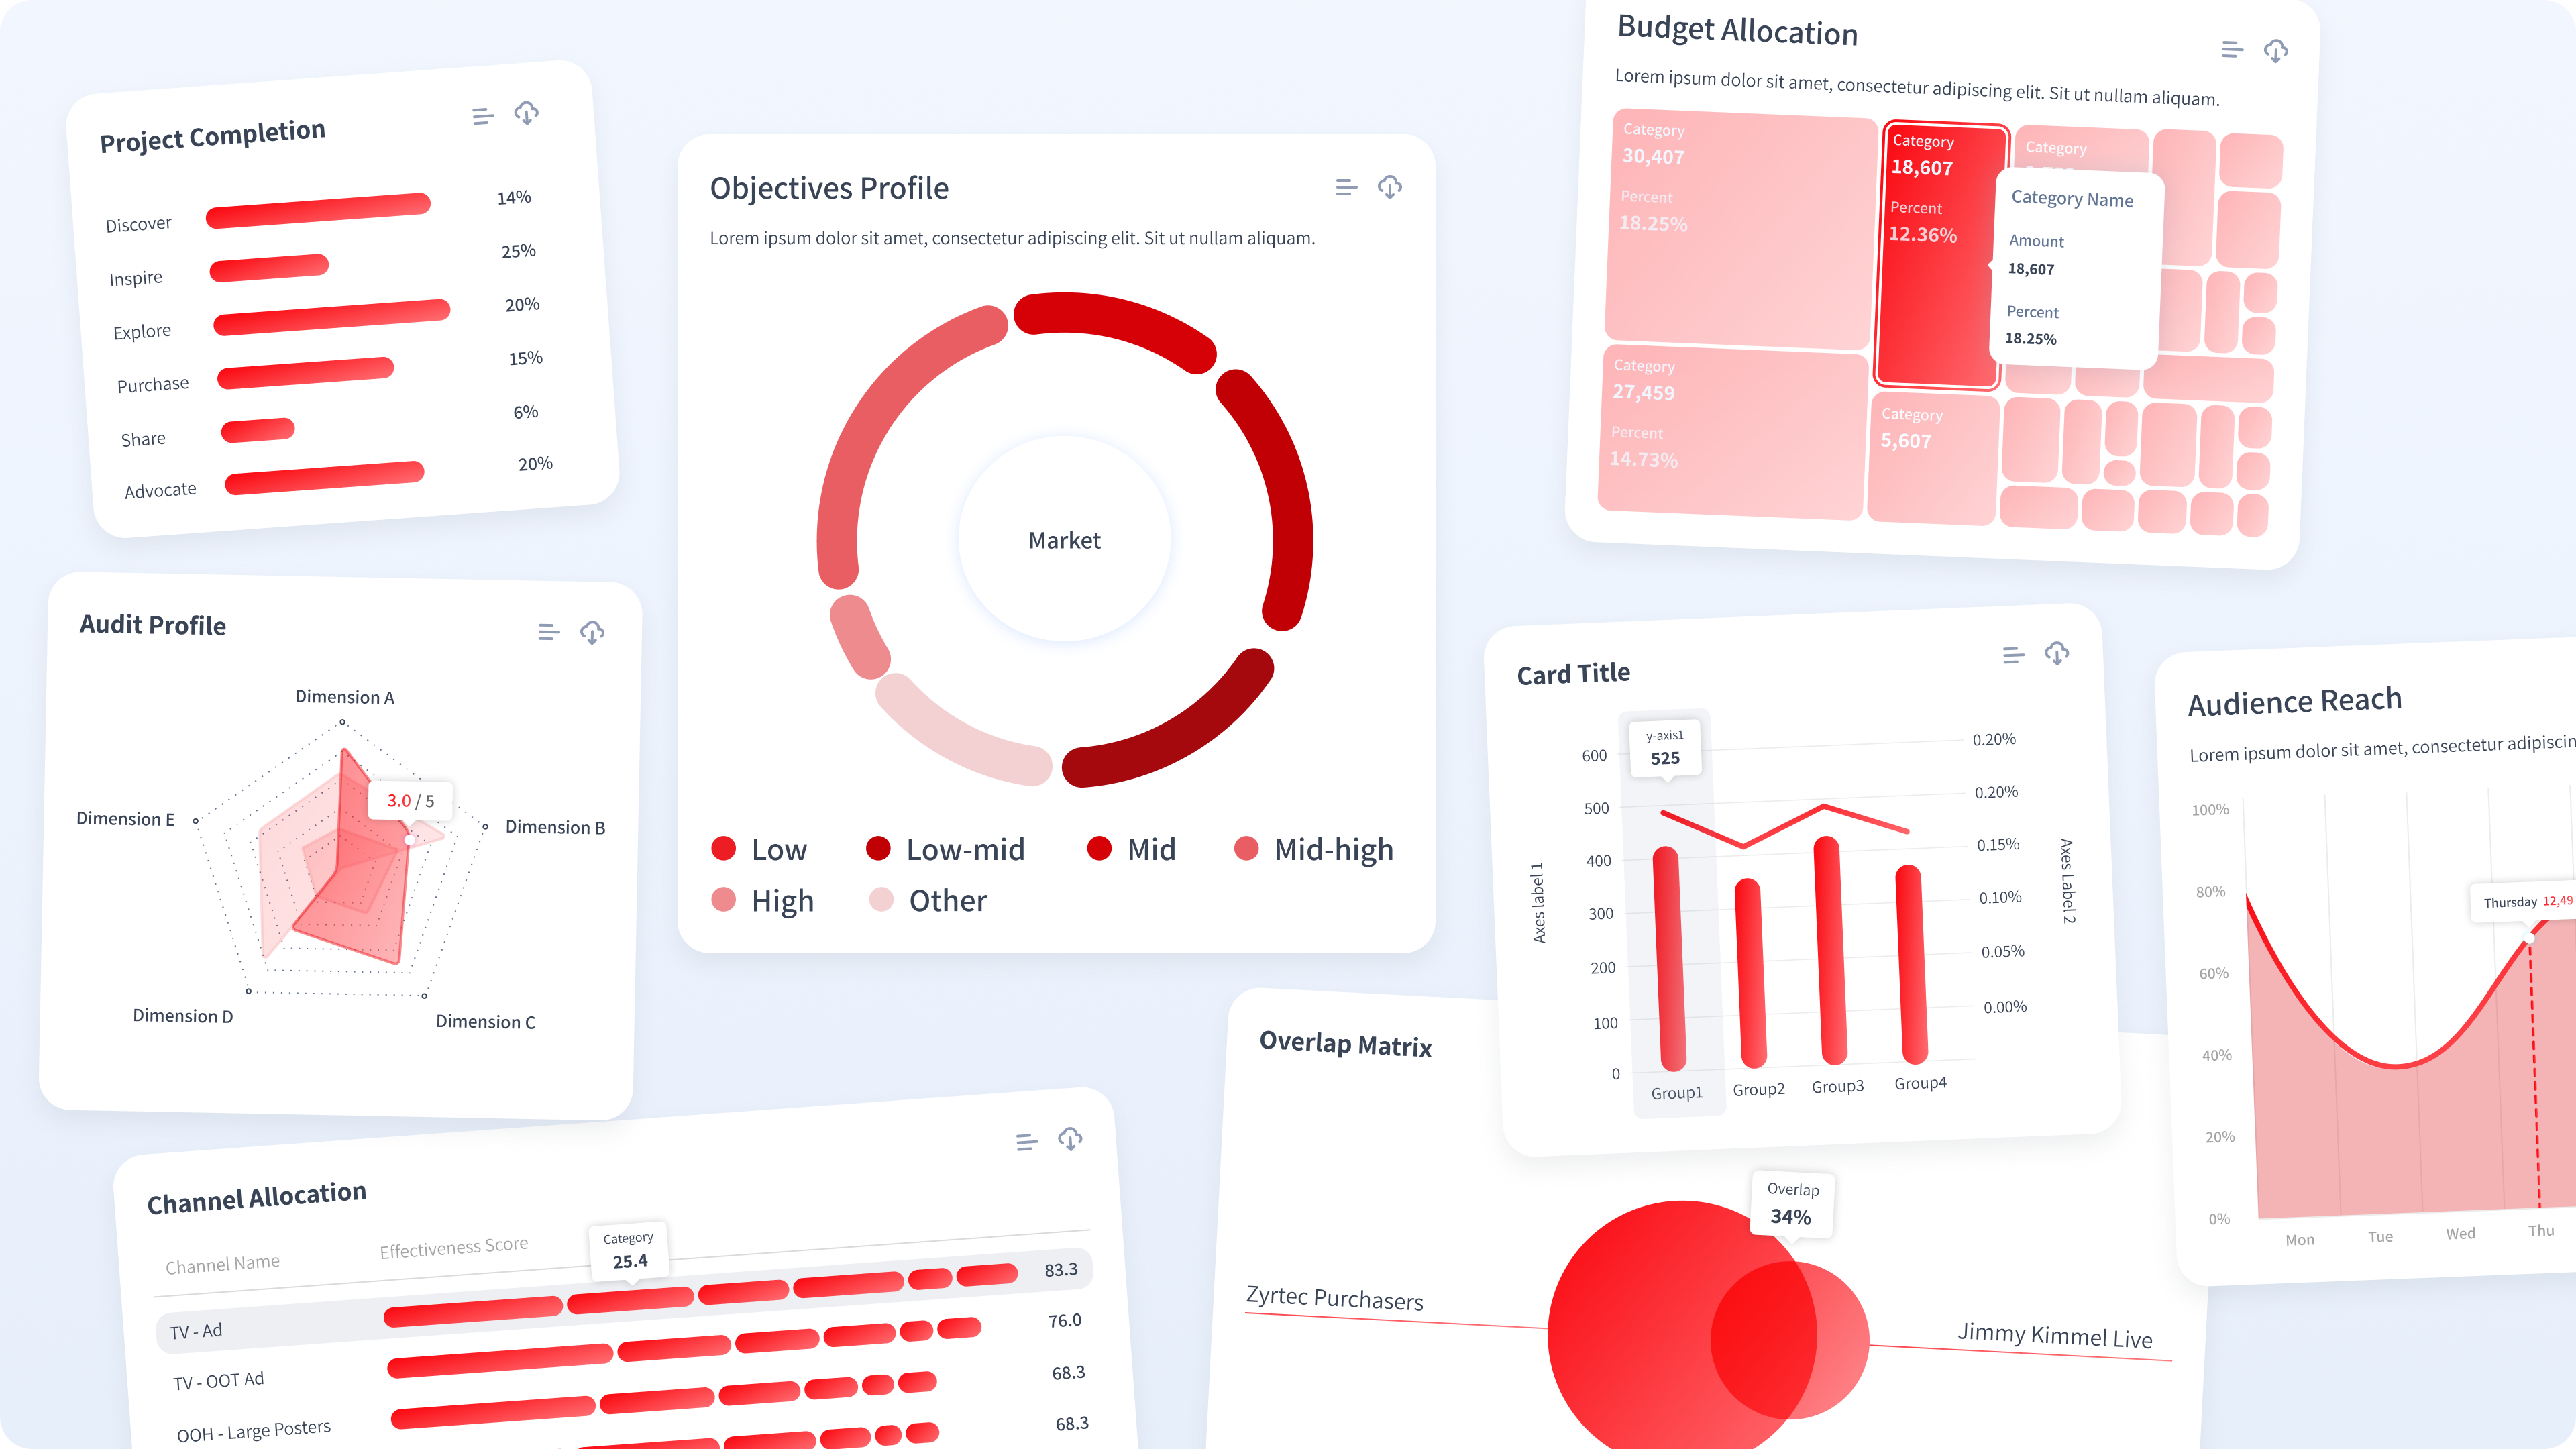 Project Completion
Discover 14%
Inspire 25%
Explore 20%
Purchase 15%
Share 6%
Advocate 20%
Objectives Profile
Lorem ipsum dolor sit amet, consectetur adipiscing elit. Sit ut nullam aliquam.
Market
Low Low-mid Mid Mid-high
High Other
Budget Allocation
Lorem ipsum dolor sit amet, consectetur adipiscing elit. Sit ut nullam aliquam.
Category
30,407
Percent
18.25%
Category
18,607
Percent
12.36%
Category
Category Name
Amount
18,607
Percent
18.25%
Category
27,459
Percent
14.73%
Category
5,607
Audit Profile
Dimension A
3.0 / 5
Dimension E
Dimension B
Dimension D
Dimension C
Card Title
y-axis1
525
600 0.20%
500 0.20%
400 0.15%
300 0.10%
200 0.05%
100 0.00%
0
Axes label 1
Axes Label 2
Group1 Group2 Group3 Group4
Audience Reach
Lorem ipsum dolor sit amet, consectetur adipiscin
100%
80%
Thursday 12,49
60%
40%
20%
0%
Mon Tue Wed Thu
Channel Allocation
Channel Name Effectiveness Score
Category
25.4
TV - Ad 83.3
TV - OOT Ad 76.0
OOH - Large Posters 68.3
68.3
Overlap Matrix
Overlap
34%
Zyrtec Purchasers
Jimmy Kimmel Live